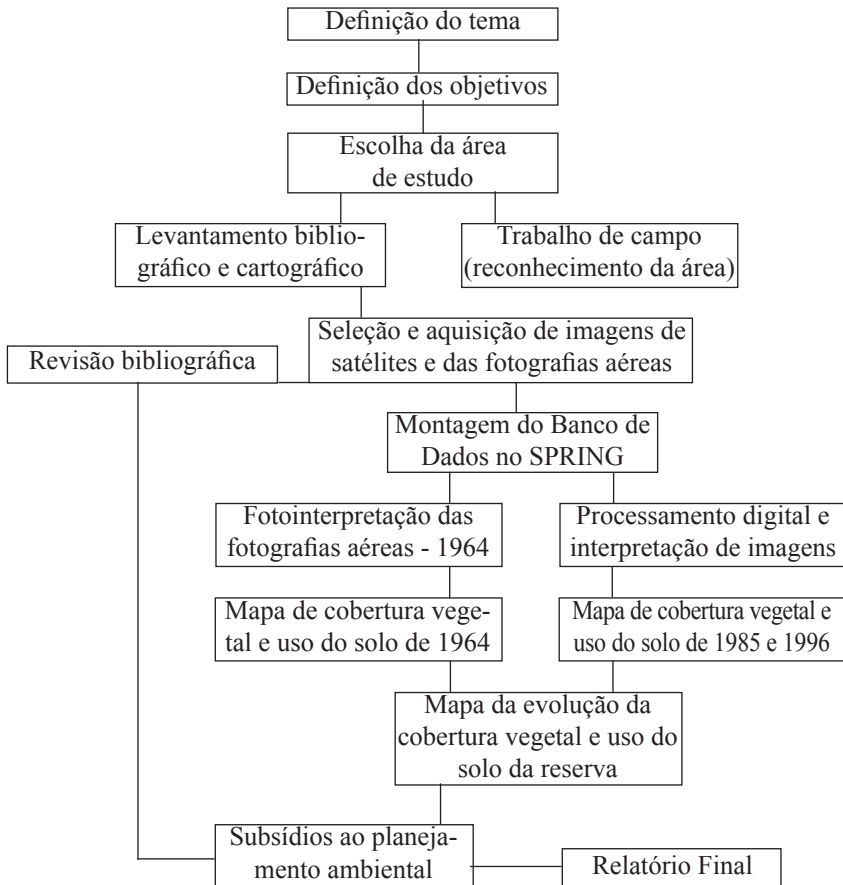 Definição do tema
Definição dos objetivos
Escolha da área
de estudo
Levantamento biblio-
gráfico e cartográfico
Trabalho de campo
(reconhecimento da área)
Seleção e aquisição de imagens de
satélites e das fotografias aéreas
Revisão bibliográfica
Montagem do Banco de
Dados no SPRING
Fotointerpretação das
fotografias aéreas - 1964
Processamento digital e
interpretação de imagens
Mapa de cobertura vege-
tal e uso do solo de 1964
Mapa de cobertura vegetal e
uso do solo de 1985 e 1996
Mapa da evolução da
cobertura vegetal e uso do
solo da reserva
Subsídios ao planeja-
mento ambiental
Relatório Final